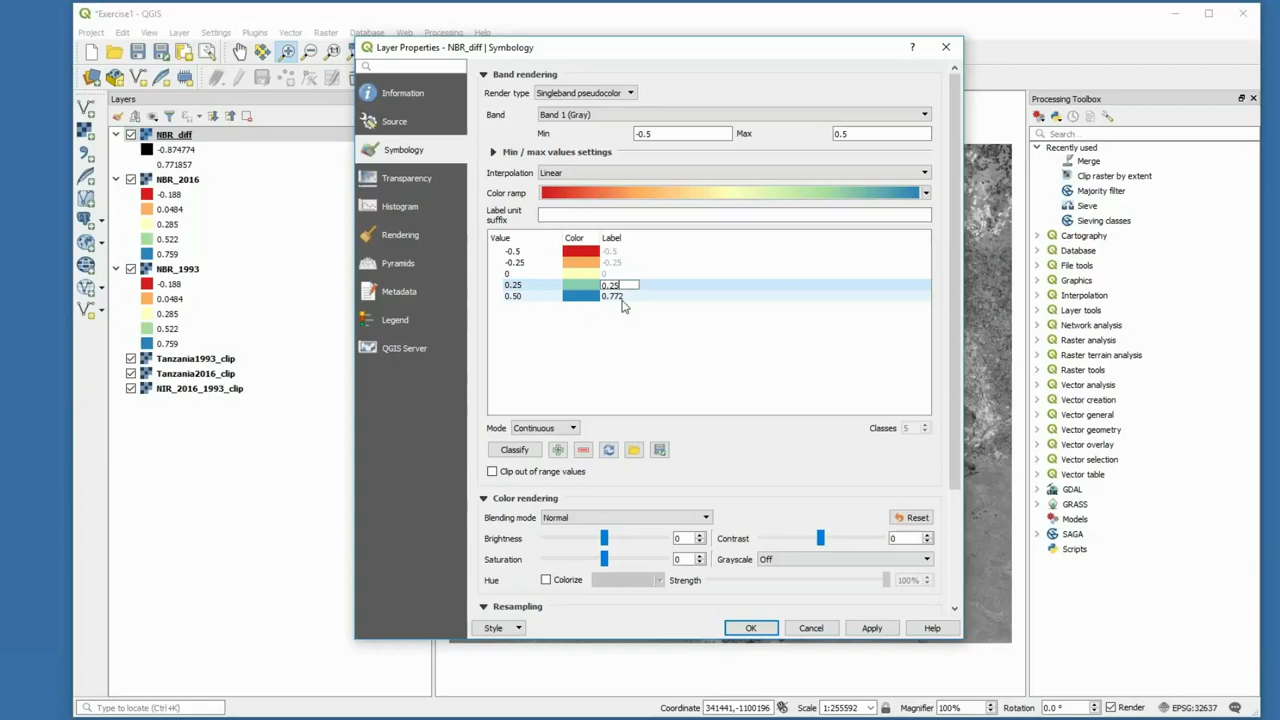 *Exercise1 - QGIS
Project Edit View Layer Settings Plugins Vector Raster Database Web Processing
Layers
NBR_diff
-0.874774
0.771857
NBR_2016
-0.188
0.0484
0.285
0.522
0.759
NBR_1993
-0.188
0.0484
0.285
0.522
0.759
Tanzania1993_clip
Tanzania2016_clip
NIR_2016_1993_clip
Layer Properties - NBR_diff | Symbology
Information
Source
Symbology
Transparency
Histogram
Rendering
Pyramids
Metadata
Legend
QGIS Server
Band rendering
Render type Singleband pseudocolor
Band Band 1 (Gray)
Min -0.5 Max 0.5
Min / max values settings
Interpolation Linear
Color ramp
Label unit
suffix
Value Color Label
-0.5 -0.5
-0.25 -0.25
0 0
0.25 0.25
0.50 0.772
Mode Continuous Classes 5
Classify
Clip out of range values
Color rendering
Blending mode Normal Reset
Brightness 0 Contrast 0
Saturation 0 Grayscale Off
Hue Colorize Strength 100%
Resampling
Style OK Cancel Apply Help
Processing Toolbox
Search...
Recently used
Merge
Clip raster by extent
Majority filter
Sieve
Sieving classes
Cartography
Database
File tools
Graphics
Interpolation
Layer tools
Network analysis
Raster analysis
Raster terrain analysis
Raster tools
Vector analysis
Vector creation
Vector general
Vector geometry
Vector overlay
Vector selection
Vector table
GDAL
GRASS
Models
SAGA
Scripts
Type to locate (Ctrl+K) Coordinate 341441,-1100196 Scale 1:255592 Magnifier 100% Rotation 0.0 ° Render EPSG:32637